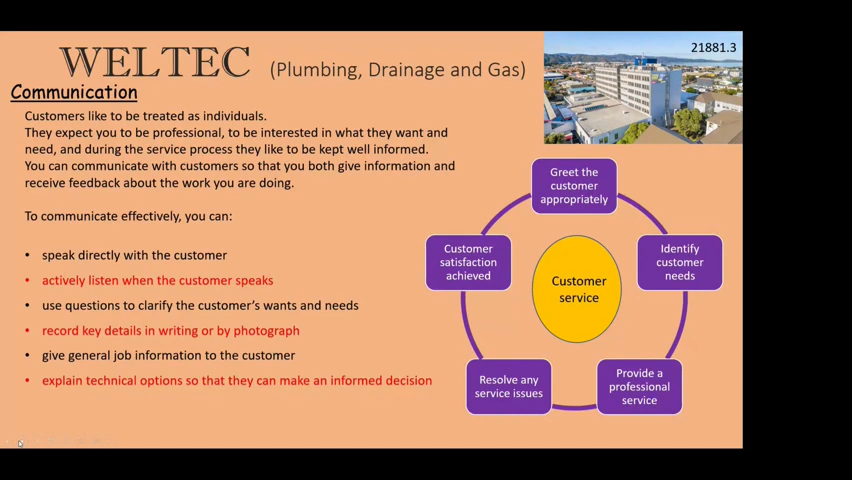 WELTEC (Plumbing, Drainage and Gas)
21881.3
Communication
Customers like to be treated as individuals.
They expect you to be professional, to be interested in what they want and
need, and during the service process they like to be kept well informed.
You can communicate with customers so that you both give information and
receive feedback about the work you are doing.
To communicate effectively, you can:
• speak directly with the customer
• actively listen when the customer speaks
• use questions to clarify the customer's wants and needs
• record key details in writing or by photograph
• give general job information to the customer
• explain technical options so that they can make an informed decision
Greet the
customer
appropriately
Identify
customer
needs
Provide a
professional
service
Resolve any
service issues
Customer
satisfaction
achieved
Customer
service